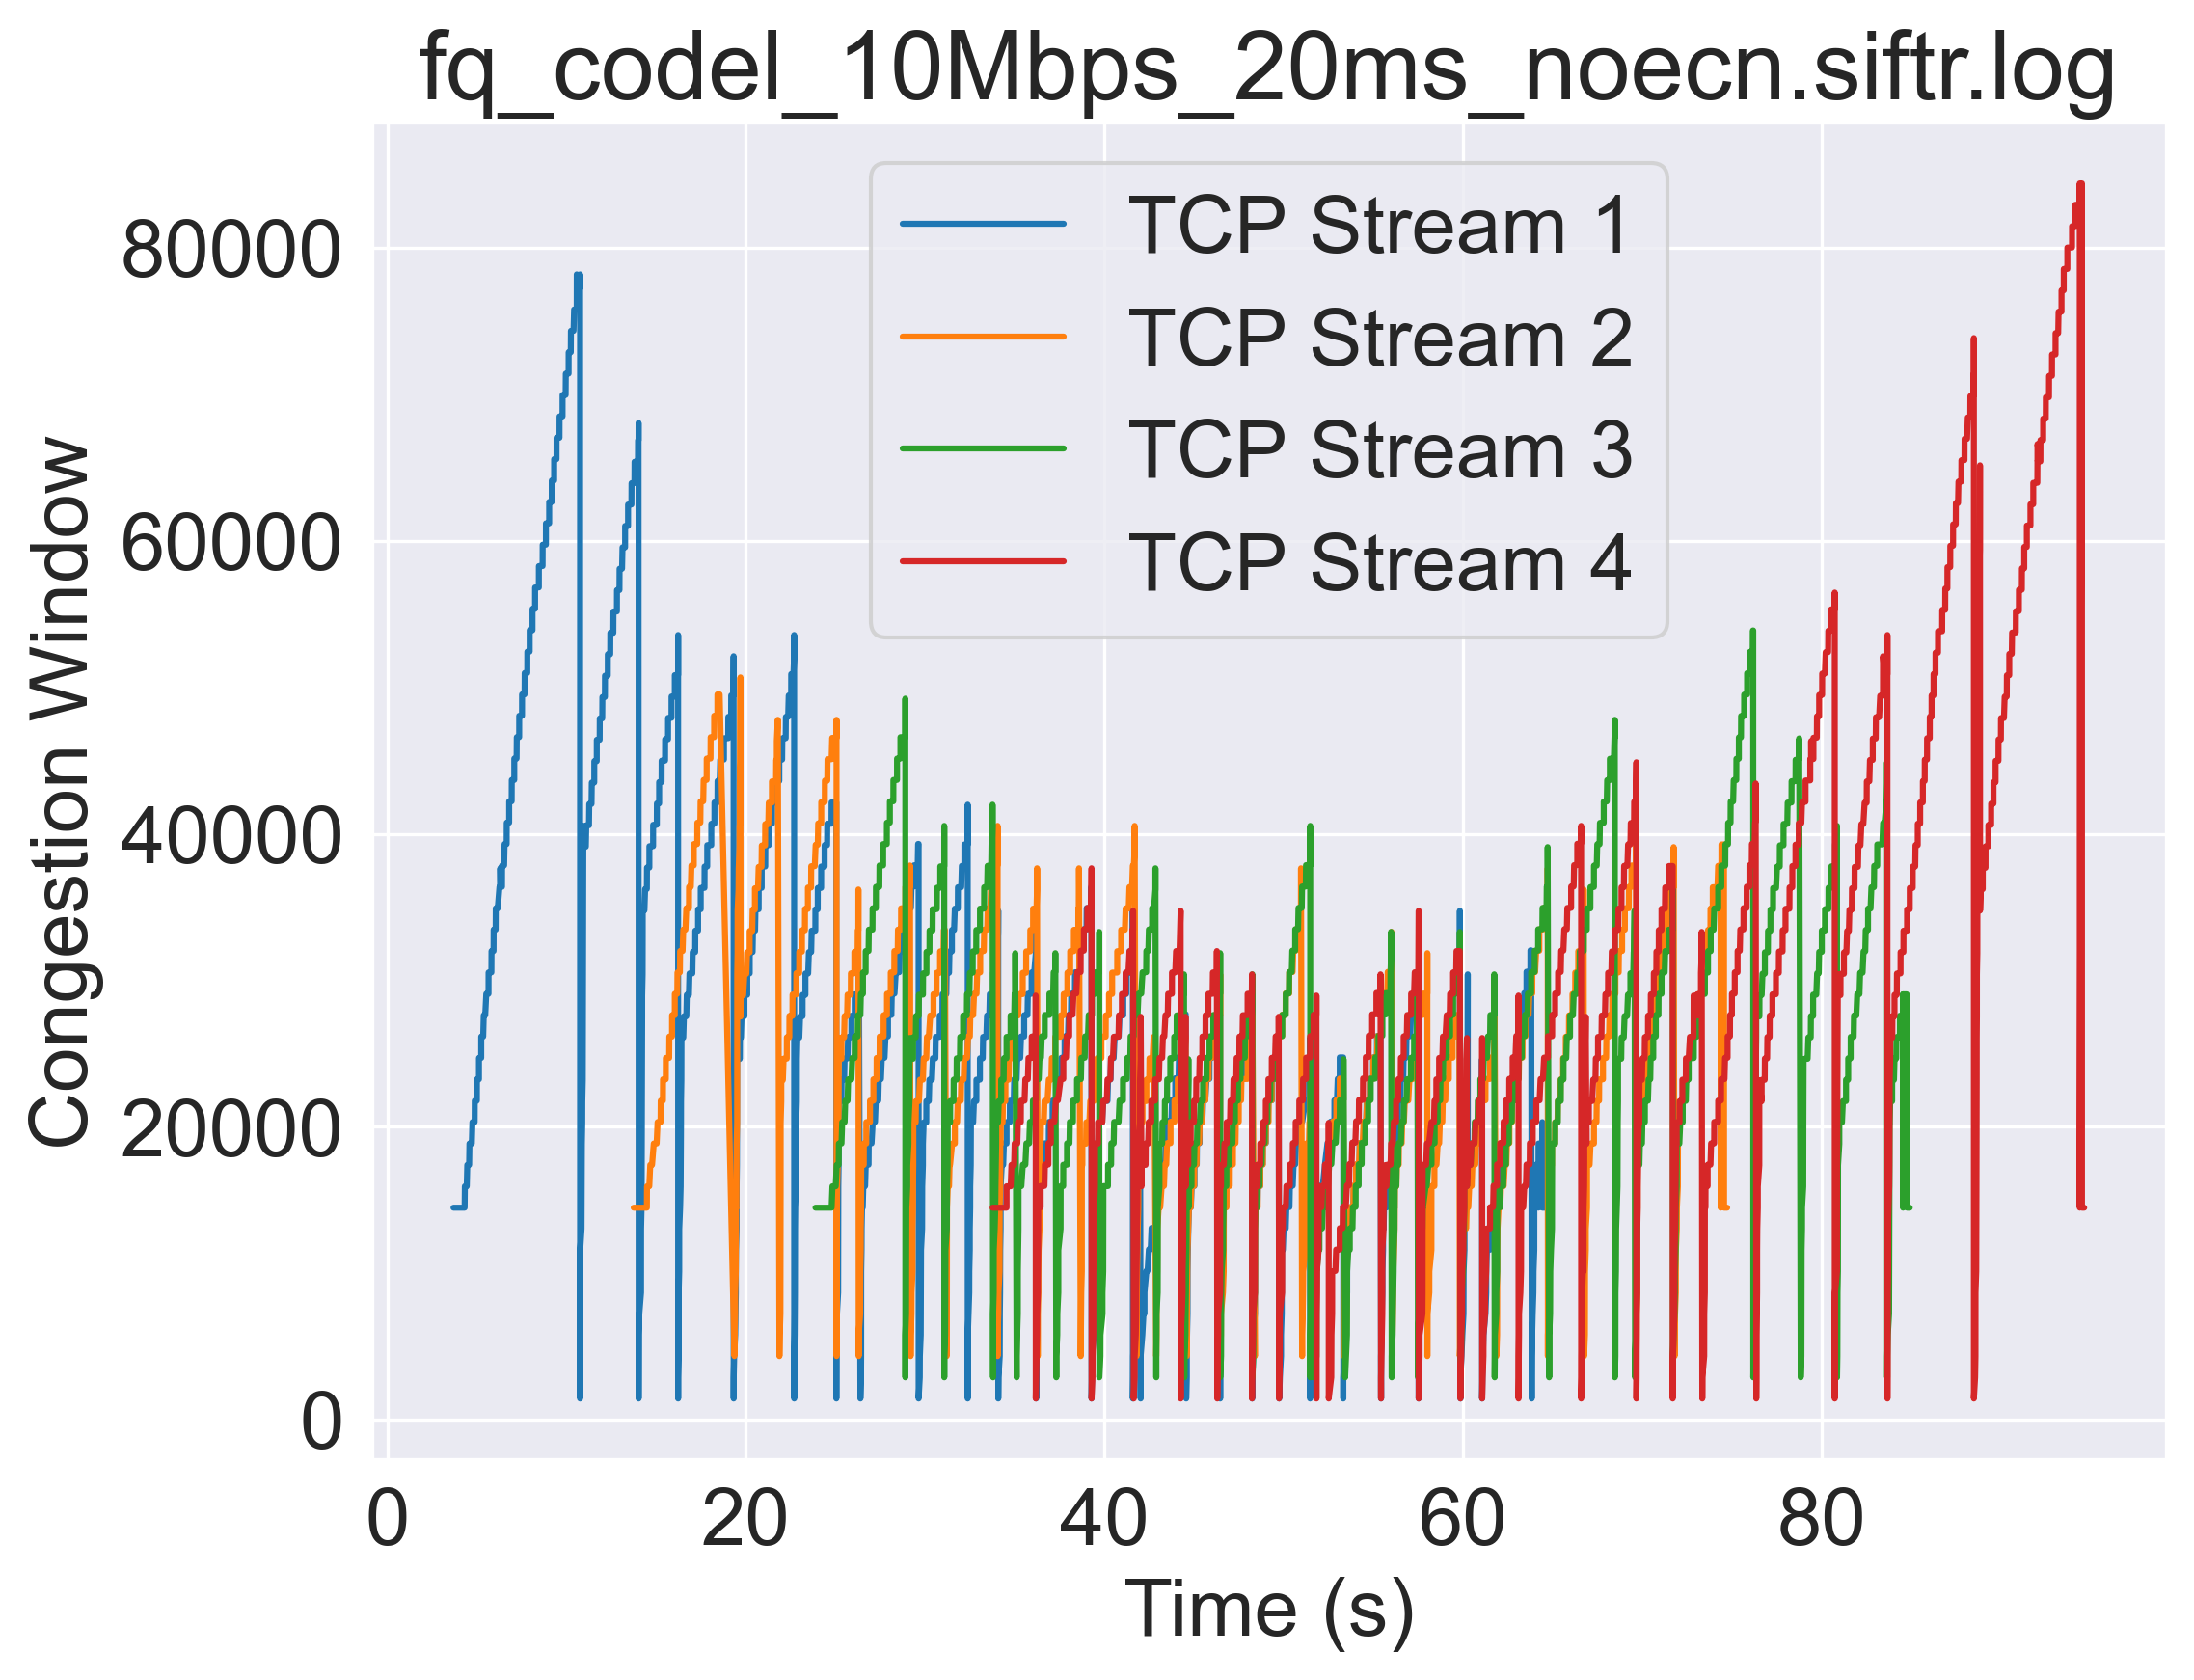 fq_codel_10Mbps_20ms_noecn.siftr.log
TCP Stream 1
TCP Stream 2
TCP Stream 3
TCP Stream 4
Congestion Window
80000
60000
40000
20000
0
0 20 40 60 80
Time (s)